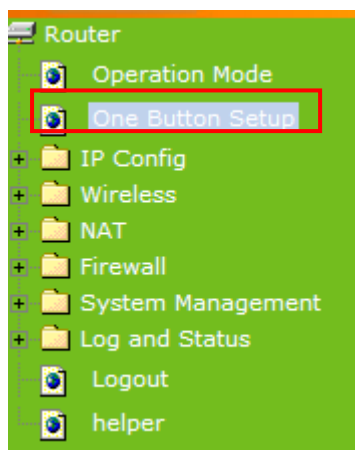 Router
Operation Mode
One Button Setup
IP Config
Wireless
NAT
Firewall
System Management
Log and Status
Logout
helper